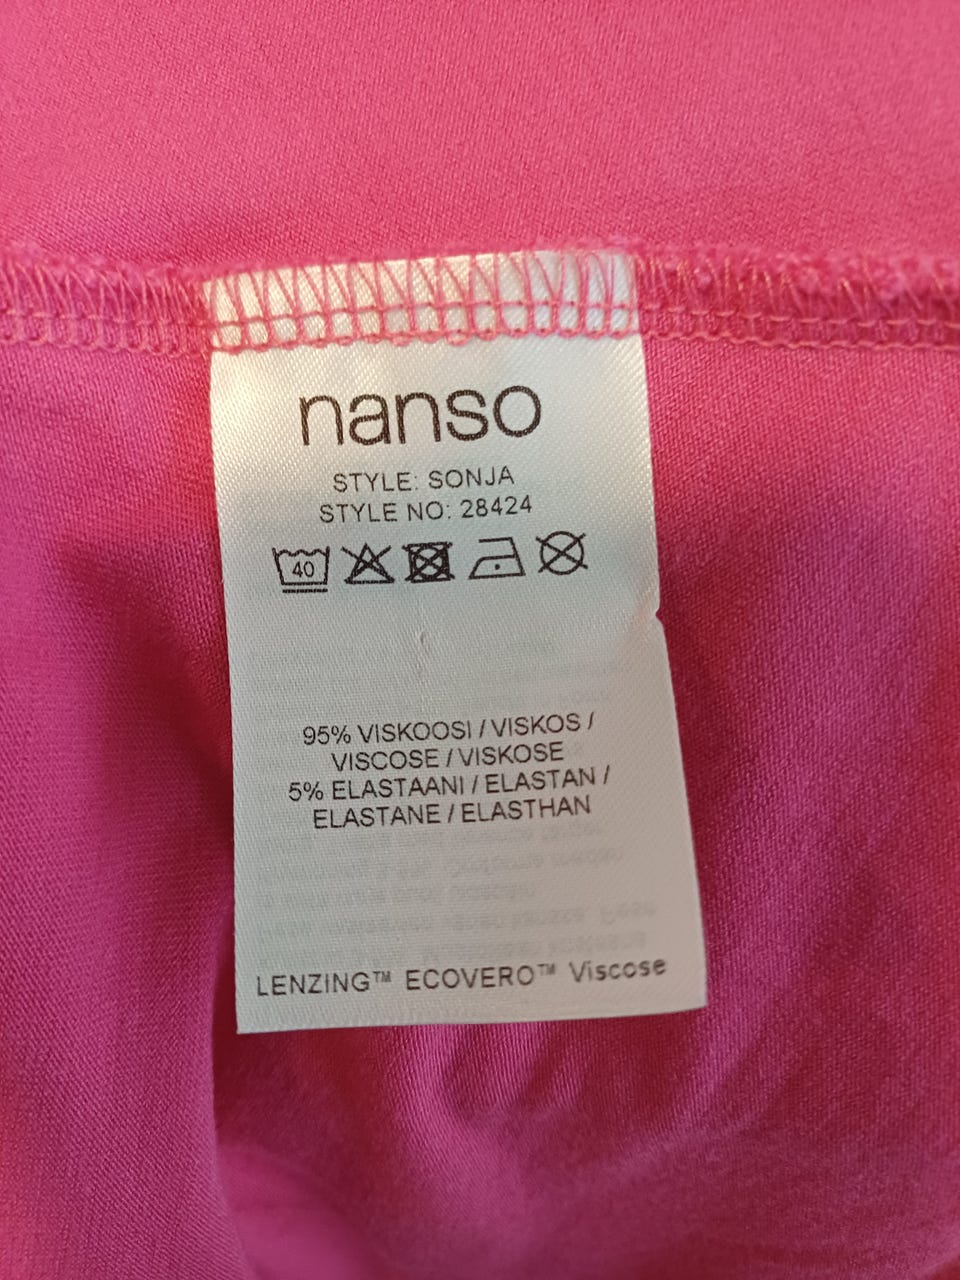 nanso
STYLE: SONJA
STYLE NO: 28424
40
95% VISKOOSI / VISKOS /
VISCOSE / VISKOSE
5% ELASTAANI / ELASTAN /
ELASTANE / ELASTHAN
LENZING™ ECOVERO™ Viscose